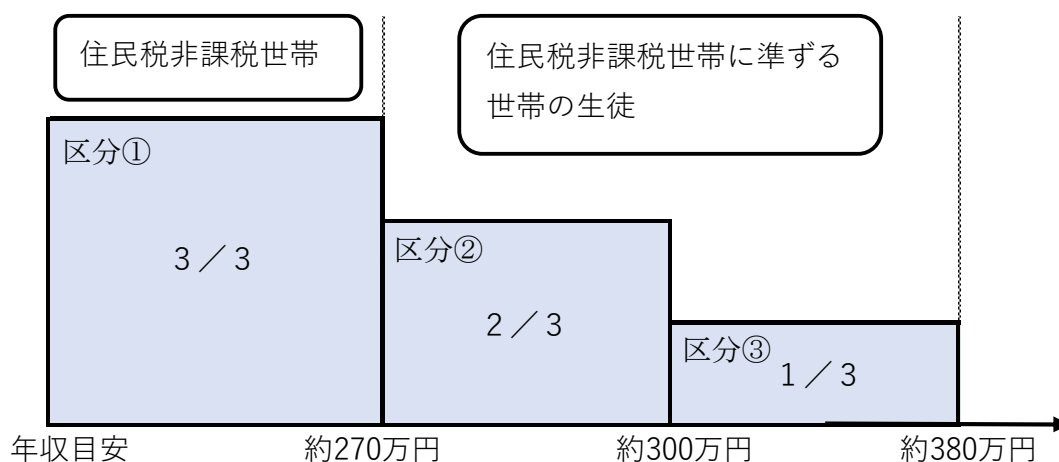 住民税非課税世帯
住民税非課税世帯に準ずる
世帯の生徒
区分①
3／3
区分②
2／3
区分③
1／3
年収目安
約270万円
約300万円
約380万円